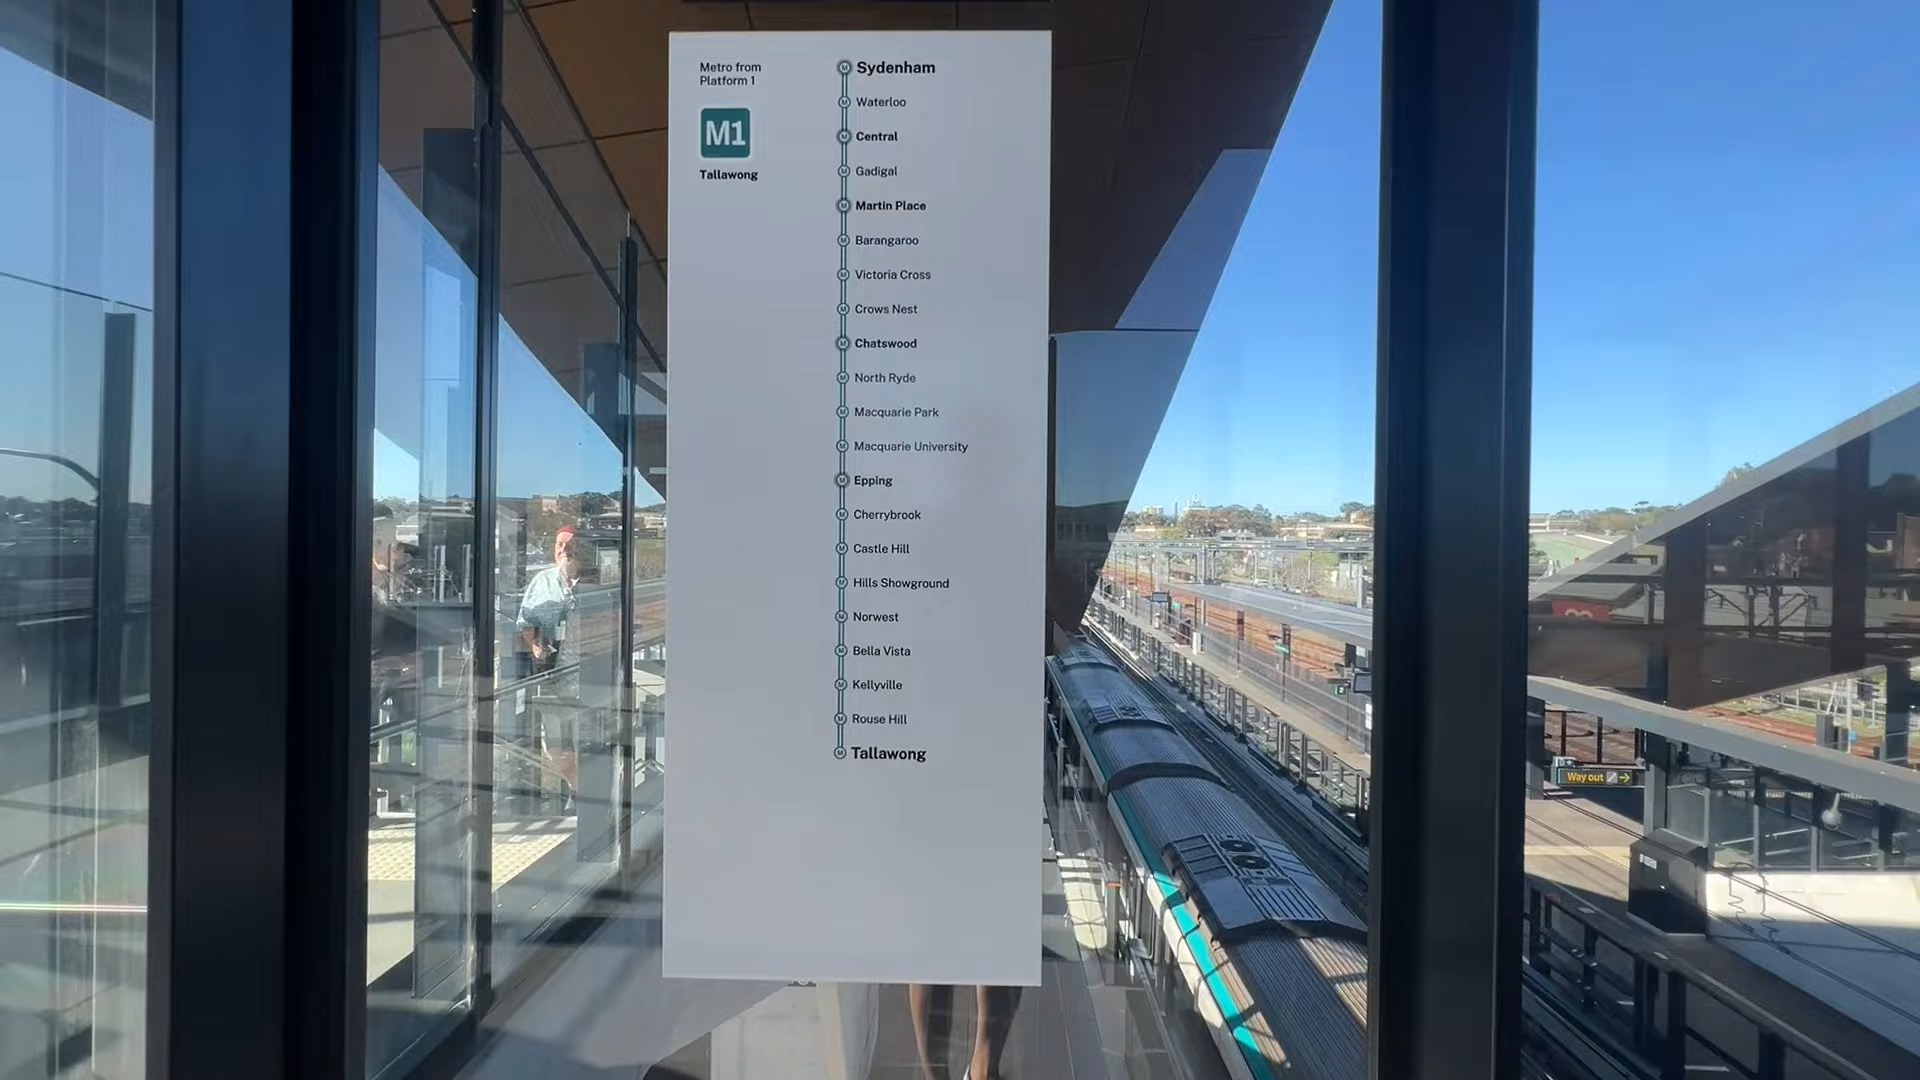 Metro from
Platform 1
M1
Tallawong
Sydenham
Waterloo
Central
Gadigal
Martin Place
Barangaroo
Victoria Cross
Crows Nest
Chatswood
North Ryde
Macquarie Park
Macquarie University
Epping
Cherrybrook
Castle Hill
Hills Showground
Norwest
Bella Vista
Kellyville
Rouse Hill
Tallawong
Way out